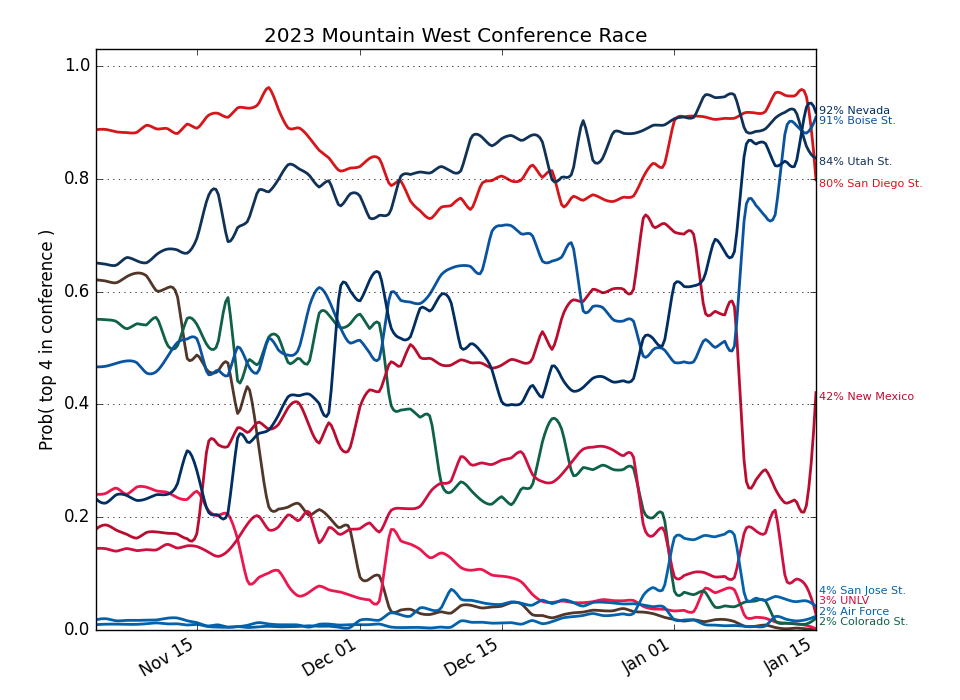 2023 Mountain West Conference Race
Prob( top 4 in conference )
1.0
0.8
0.6
0.4
0.2
0.0
Nov 15
Dec 01
Dec 15
Jan 01
Jan 15
92% Nevada
91% Boise St.
84% Utah St.
80% San Diego St.
42% New Mexico
4% San Jose St.
3% UNLV
2% Air Force
2% Colorado St.